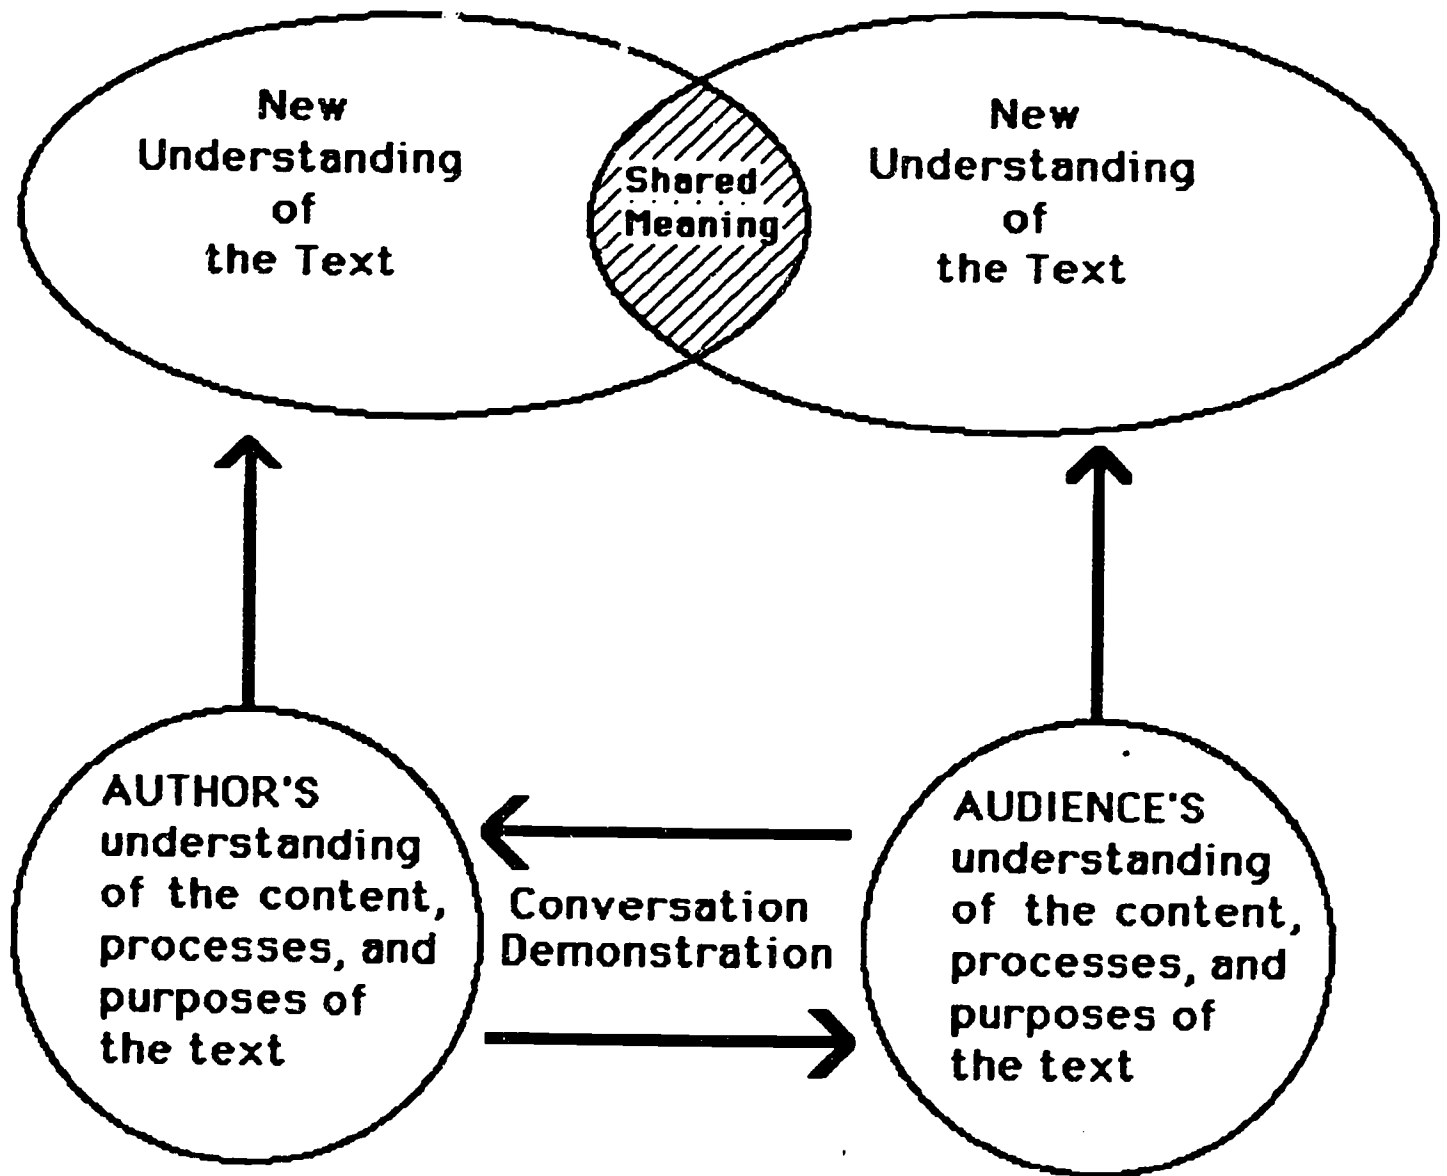 New
Understanding
of
the Text
Shared
Meaning
New
Understanding
of
the Text
AUTHOR'S
understanding
of the content,
processes, and
purposes of
the text
Conversation
Demonstration
AUDIENCE'S
understanding
of the content,
processes, and
purposes of
the text